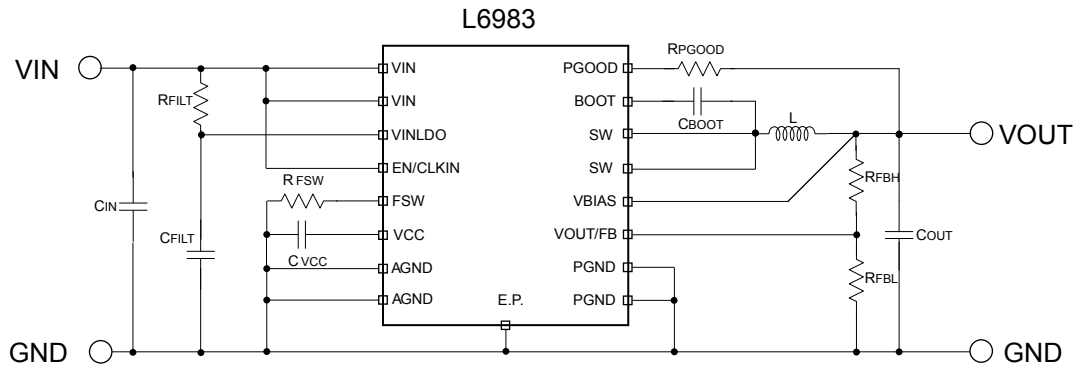 L6983
VIN
RFILT
CIN
CFILT
RFSW
CVCC
GND
VIN
VIN
VINLDO
EN/CLKIN
FSW
VCC
AGND
AGND
E.P.
PGOOD
BOOT
SW
SW
VBIAS
VOUT/FB
PGND
PGND
RPGOOD
CBOOT
L
RFBH
RFBL
COUT
VOUT
GND